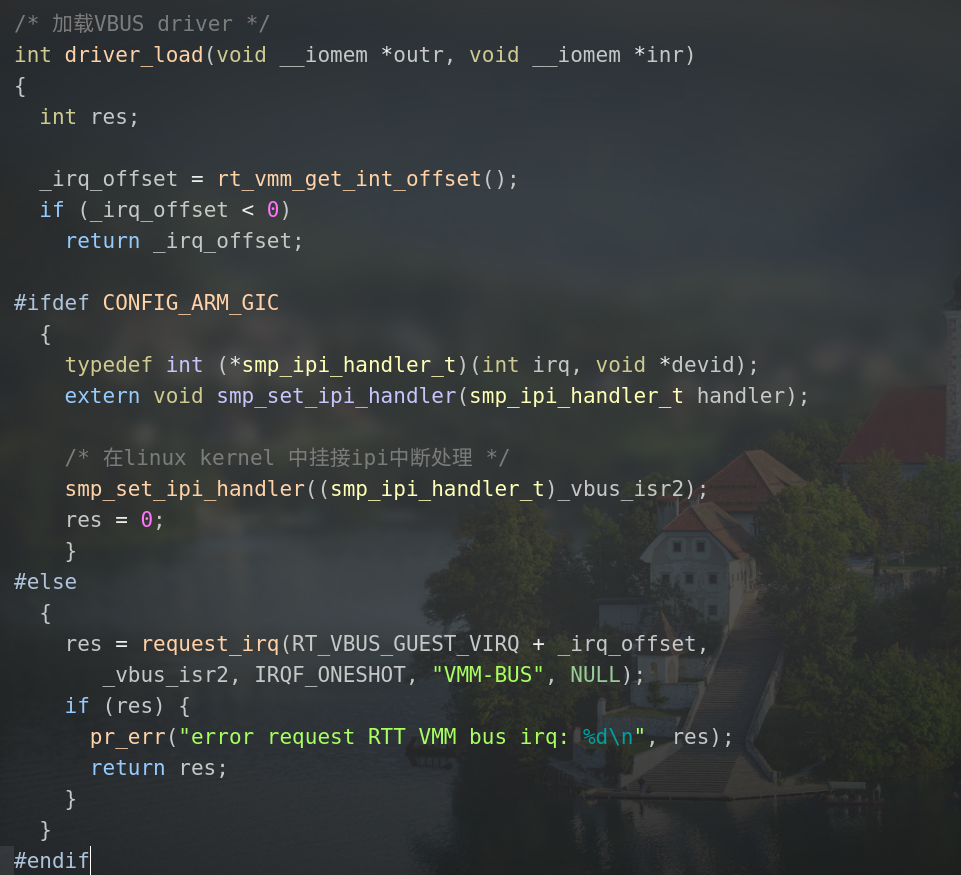 /* 加载VBUS driver */
int driver_load(void __iomem *outr, void __iomem *inr)
{
  int res;

  _irq_offset = rt_vmm_get_int_offset();
  if (_irq_offset < 0)
    return _irq_offset;

#ifdef CONFIG_ARM_GIC
  {
    typedef int (*smp_ipi_handler_t)(int irq, void *devid);
    extern void smp_set_ipi_handler(smp_ipi_handler_t handler);

    /* 在linux kernel 中挂接ipi中断处理 */
    smp_set_ipi_handler((smp_ipi_handler_t)_vbus_isr2);
    res = 0;
    }
#else
  {
    res = request_irq(RT_VBUS_GUEST_VIRQ + _irq_offset,
       _vbus_isr2, IRQF_ONESHOT, "VMM-BUS", NULL);
    if (res) {
      pr_err("error request RTT VMM bus irq: %d\n", res);
      return res;
    }
  }
#endif